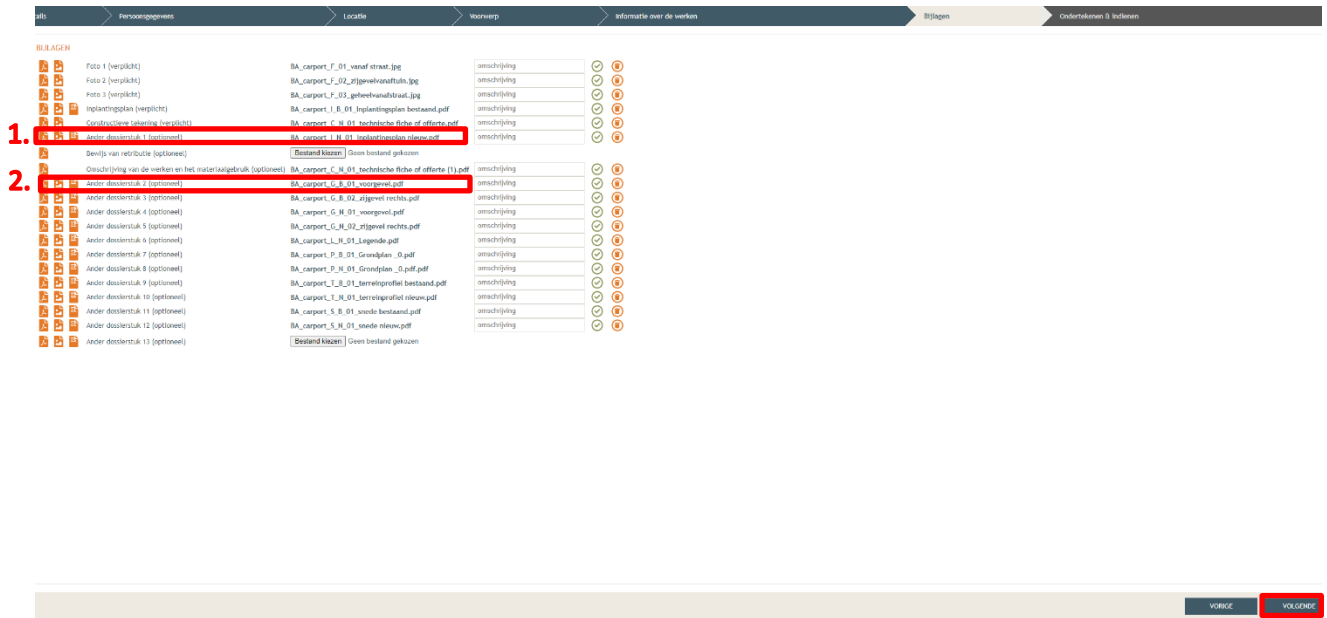 ails Persoonsgegevens Locatie Voorwerp Informatie over de werken Bijlagen Ondertekenen & Indienen
BIJLAGEN
Foto 1 (verplicht) BA_carport_F_01_vanaf straat.jpg omschrijving
Foto 2 (verplicht) BA_carport_F_02_zijgevelvanaftuin.jpg omschrijving
Foto 3 (verplicht) BA_carport_F_03_geheelvanafstraat.jpg omschrijving
Inplantingsplan (verplicht) BA_carport_I_B_01_Inplantingsplan bestaand.pdf omschrijving
Constructieve tekening (verplicht) BA_carport_C_N_01_technische fiche of offerte.pdf omschrijving
1. Ander dossierstuk 1 (optioneel) BA_carport_I_N_01_Inplantingsplan nieuw.pdf omschrijving
Bewijs van retributie (optioneel) Bestand kiezen Geen bestand gekozen
Omschrijving van de werken en het materiaalgebruik (optioneel) BA_carport_C_N_01_technische fiche of offerte (1).pdf omschrijving
2. Ander dossierstuk 2 (optioneel) BA_carport_G_B_01_voorgevel.pdf omschrijving
Ander dossierstuk 3 (optioneel) BA_carport_G_B_02_zijgevel rechts.pdf omschrijving
Ander dossierstuk 4 (optioneel) BA_carport_G_N_01_voorgevel.pdf omschrijving
Ander dossierstuk 5 (optioneel) BA_carport_G_N_02_zijgevel rechts.pdf omschrijving
Ander dossierstuk 6 (optioneel) BA_carport_L_N_01_Legende.pdf omschrijving
Ander dossierstuk 7 (optioneel) BA_carport_P_B_01_Grondplan _0.pdf omschrijving
Ander dossierstuk 8 (optioneel) BA_carport_P_N_01_Grondplan _0.pdf.pdf omschrijving
Ander dossierstuk 9 (optioneel) BA_carport_T_B_01_terreinprofiel bestaand.pdf omschrijving
Ander dossierstuk 10 (optioneel) BA_carport_T_N_01_terreinprofiel nieuw.pdf omschrijving
Ander dossierstuk 11 (optioneel) BA_carport_S_B_01_snede bestaand.pdf omschrijving
Ander dossierstuk 12 (optioneel) BA_carport_S_N_01_snede nieuw.pdf omschrijving
Ander dossierstuk 13 (optioneel) Bestand kiezen Geen bestand gekozen
VORIGE VOLGENDE